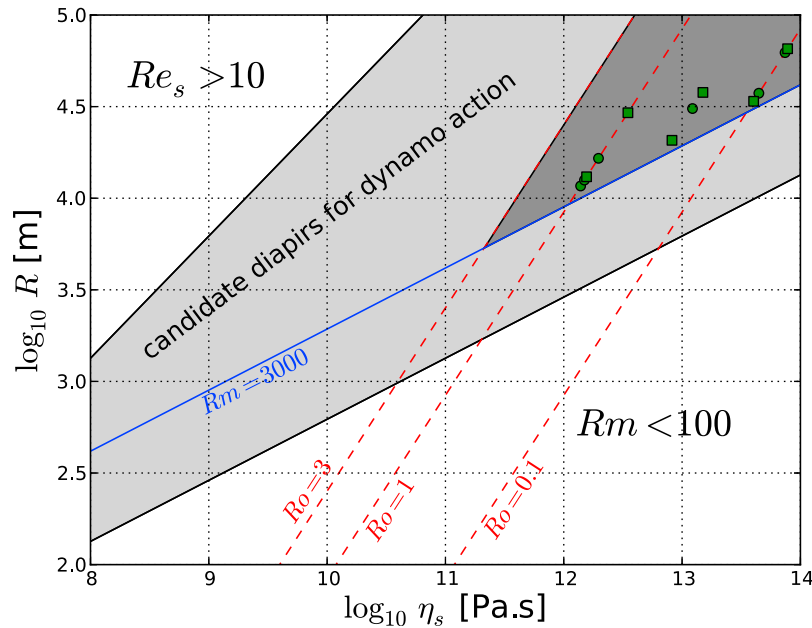 5.0
4.5
4.0
3.5
3.0
2.5
2.0
log₁₀ R [m]
Re_s >10
candidate diapirs for dynamo action
Rm=3000
Rm <100
Ro=3
Ro=1
Ro=0.1
8 9 10 11 12 13 14
log₁₀ η_s [Pa.s]